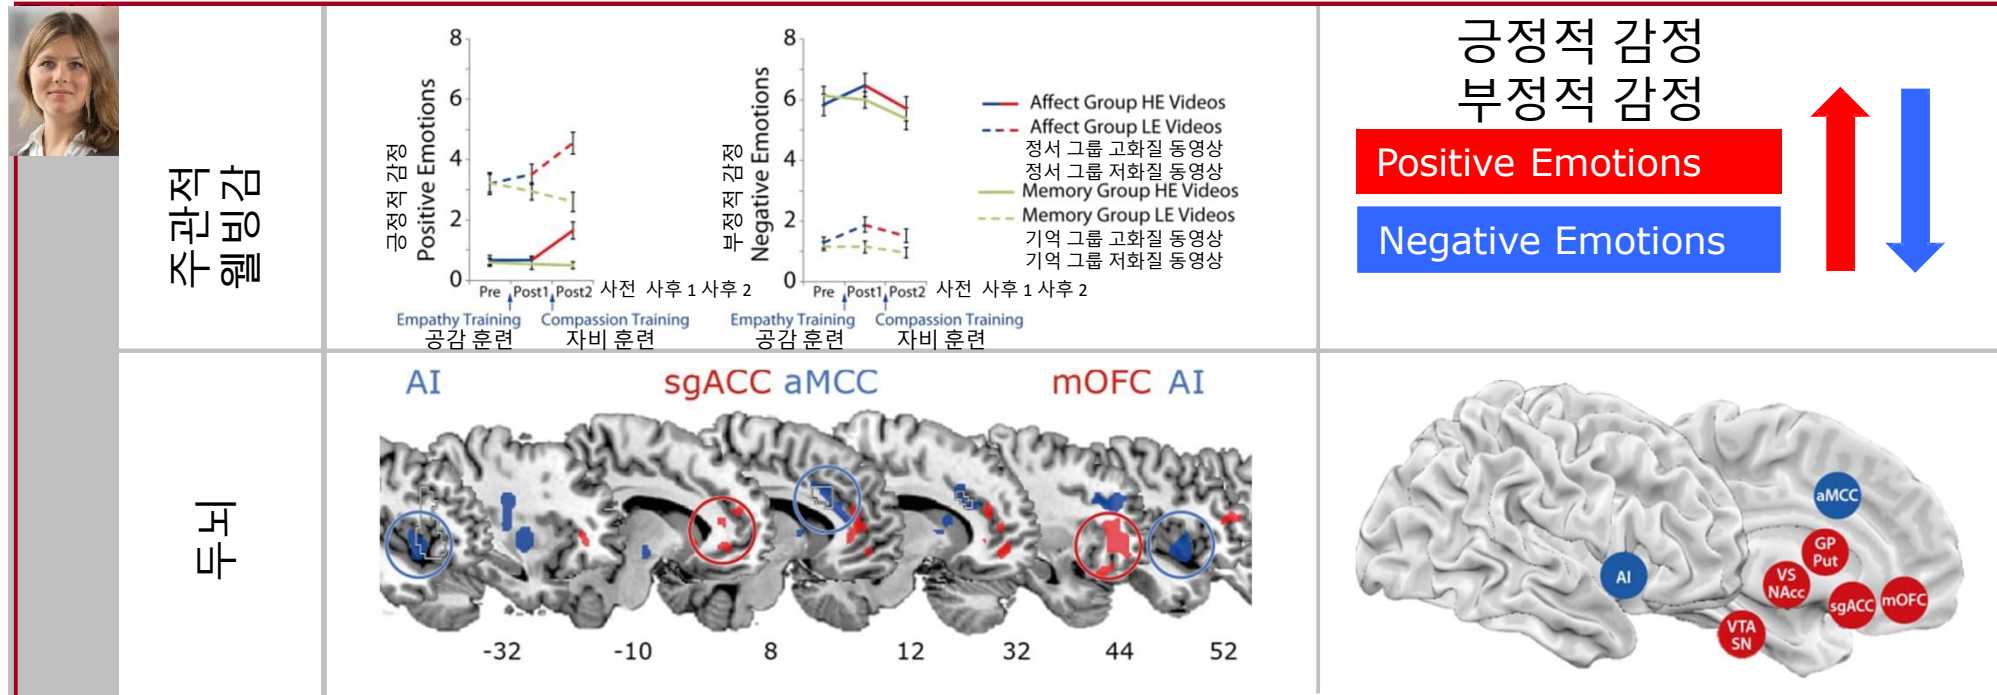 주관적
웰빙감
8
6
4
2
0
긍정적 감정
Positive Emotions
Pre Post1 Post2 사전 사후 1 사후 2
Empathy Training Compassion Training
공감 훈련 자비 훈련
8
6
4
2
0
부정적 감정
Negative Emotions
Pre Post1 Post2 사전 사후 1 사후 2
Empathy Training Compassion Training
공감 훈련 자비 훈련
Affect Group HE Videos
Affect Group LE Videos
정서 그룹 고화질 동영상
정서 그룹 저화질 동영상
Memory Group HE Videos
Memory Group LE Videos
기억 그룹 고화질 동영상
기억 그룹 저화질 동영상
긍정적 감정
부정적 감정
Positive Emotions
Negative Emotions
두뇌
AI sgACC aMCC mOFC AI
-32 -10 8 12 32 44 52
aMCC
GP
Put
AI
VS
NAcc
sgACC
mOFC
VTA
SN